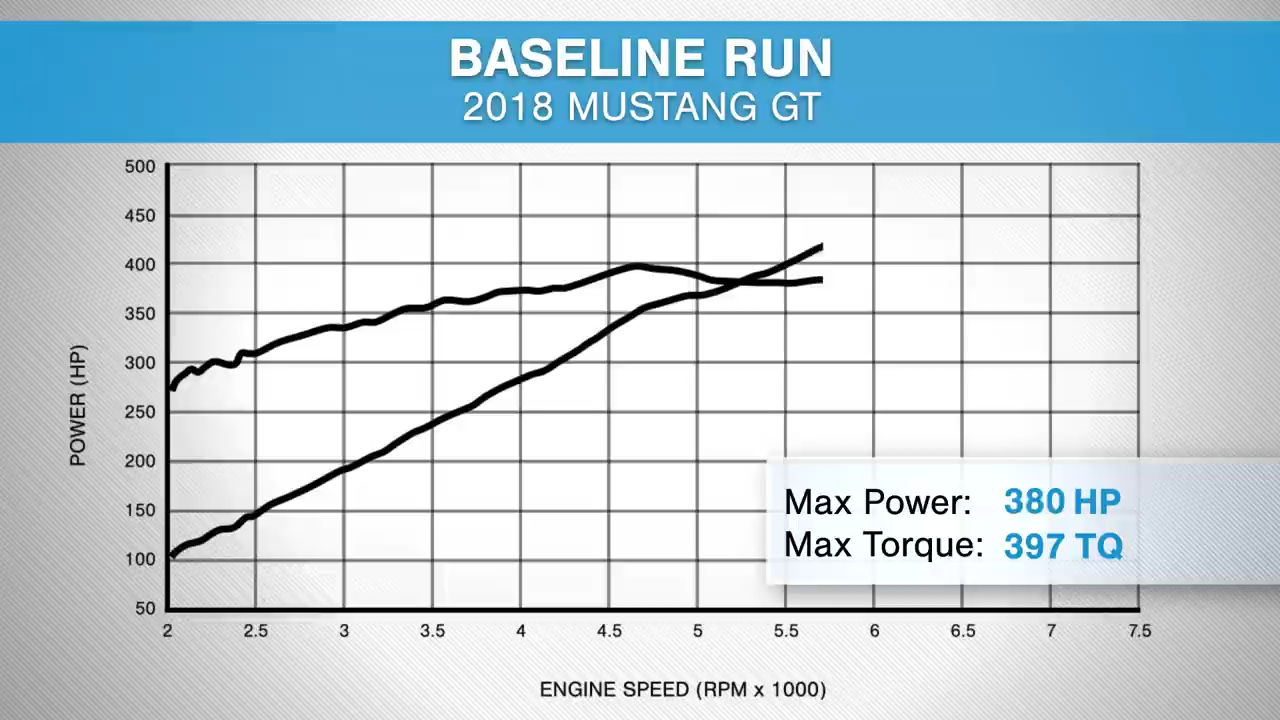 BASELINE RUN
2018 MUSTANG GT
500
450
400
350
300
250
200
150
100
50
POWER (HP)
2 2.5 3 3.5 4 4.5 5 5.5 6 6.5 7 7.5
ENGINE SPEED (RPM x 1000)
Max Power: 380 HP
Max Torque: 397 TQ